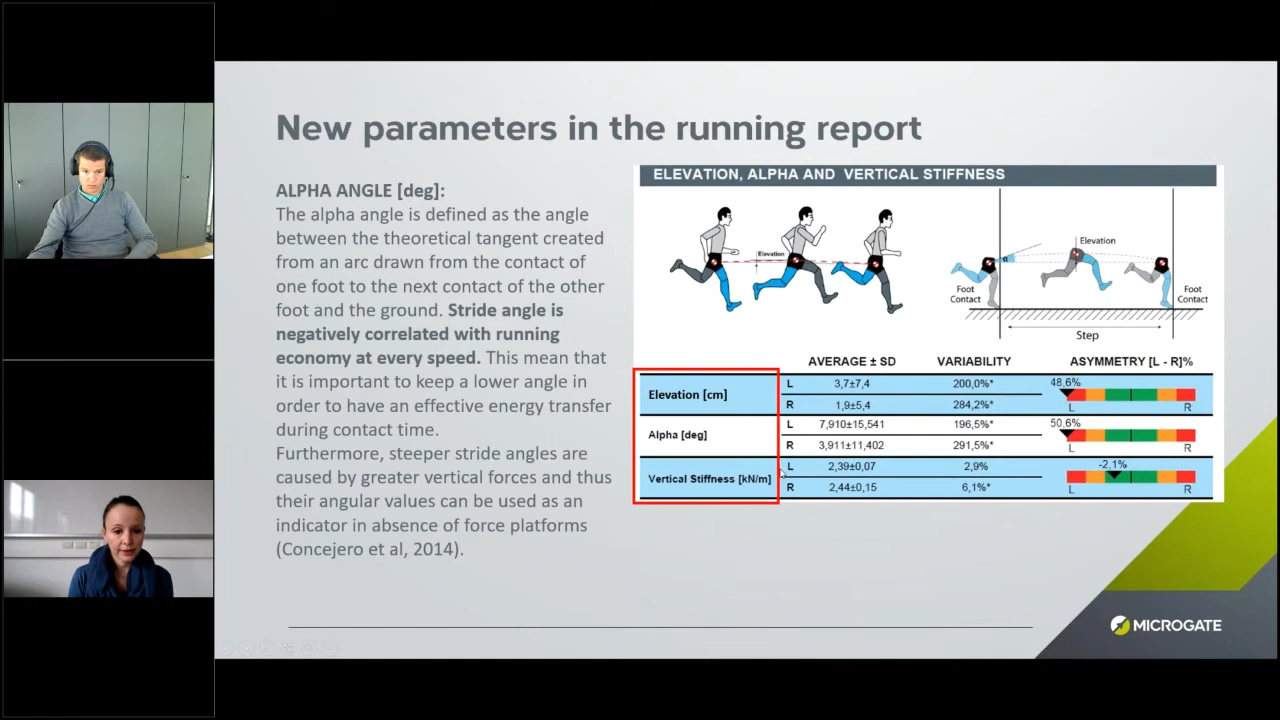 New parameters in the running report
ALPHA ANGLE [deg]:
The alpha angle is defined as the angle
between the theoretical tangent created
from an arc drawn from the contact of
one foot to the next contact of the other
foot and the ground. Stride angle is
negatively correlated with running
economy at every speed. This mean that
it is important to keep a lower angle in
order to have an effective energy transfer
during contact time.
Furthermore, steeper stride angles are
caused by greater vertical forces and thus
their angular values can be used as an
indicator in absence of force platforms
(Concejero et al, 2014).
ELEVATION, ALPHA AND VERTICAL STIFFNESS
Elevation
Elevation
α
Foot
Contact
Foot
Contact
Step
AVERAGE ± SD VARIABILITY ASYMMETRY [L - R]%
Elevation [cm]
L 3,7±7,4 200,0%* 48,6%
R 1,9±5,4 284,2%* L R
Alpha [deg]
L 7,910±15,541 196,5%* 50,6%
R 3,911±11,402 291,5%* L R
Vertical Stiffness [kN/m]
L 2,39±0,07 2,9% -2,1%
R 2,44±0,15 6,1%* L R
MICROGATE